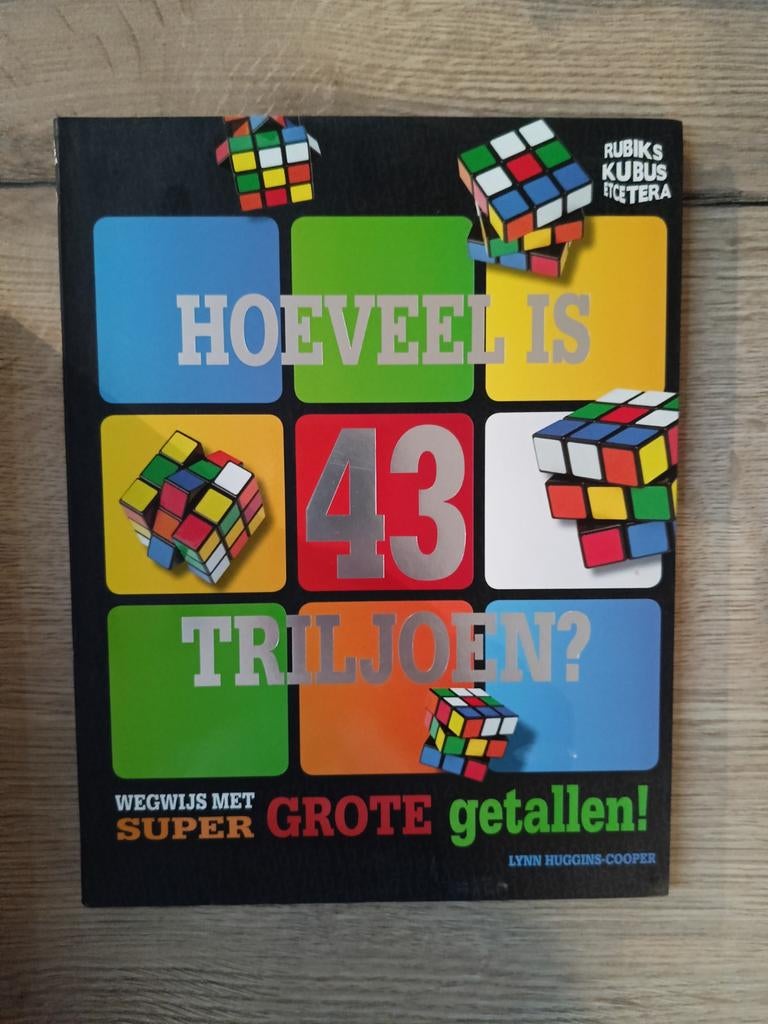 RUBIKS
KUBUS
ETCETERA
HOEVEEL IS
43
TRILJOEN?
WEGWIJS MET
SUPER GROTE getallen!
LYNN HUGGINS-COOPER